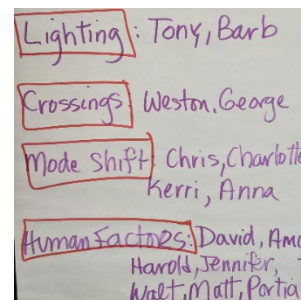 Lighting: Tony, Barb
Crossings: Weston, George
Mode Shift: Chris, Charlotte
Kerri, Anna
Human Factors: David,
Harold, Jennifer,
Walt, Matt, Portia